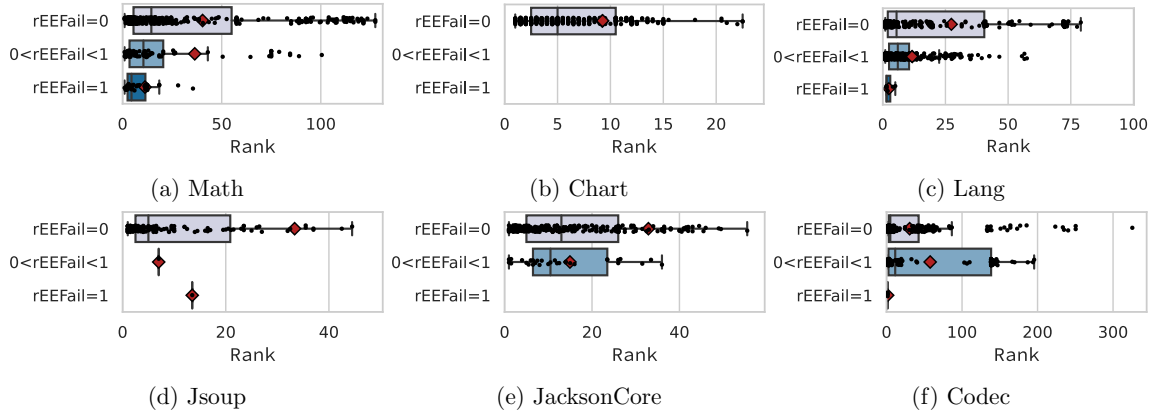 rEEFail=0
0<rEEFail<1
rEEFail=1
0 50 100
Rank
(a) Math
rEEFail=0
0<rEEFail<1
rEEFail=1
0 5 10 15 20
Rank
(b) Chart
rEEFail=0
0<rEEFail<1
rEEFail=1
0 25 50 75 100
Rank
(c) Lang
rEEFail=0
0<rEEFail<1
rEEFail=1
0 20 40
Rank
(d) Jsoup
rEEFail=0
0<rEEFail<1
rEEFail=1
0 20 40
Rank
(e) JacksonCore
rEEFail=0
0<rEEFail<1
rEEFail=1
0 100 200 300
Rank
(f) Codec